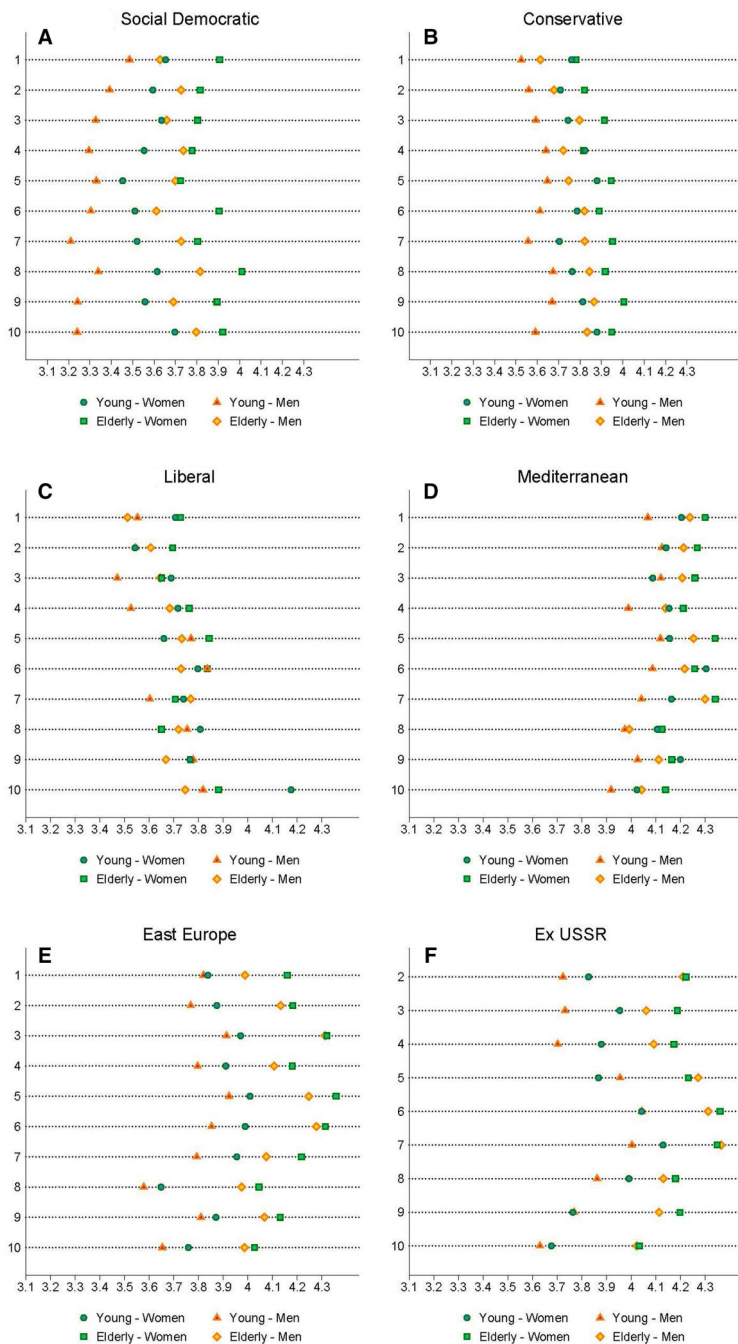 Social Democratic
A
1
2
3
4
5
6
7
8
9
10
3.1 3.2 3.3 3.4 3.5 3.6 3.7 3.8 3.9 4 4.1 4.2 4.3
Young - Women Young - Men
Elderly - Women Elderly - Men
Conservative
B
1
2
3
4
5
6
7
8
9
10
3.1 3.2 3.3 3.4 3.5 3.6 3.7 3.8 3.9 4 4.1 4.2 4.3
Young - Women Young - Men
Elderly - Women Elderly - Men
Liberal
C
1
2
3
4
5
6
7
8
9
10
3.1 3.2 3.3 3.4 3.5 3.6 3.7 3.8 3.9 4 4.1 4.2 4.3
Young - Women Young - Men
Elderly - Women Elderly - Men
Mediterranean
D
1
2
3
4
5
6
7
8
9
10
3.1 3.2 3.3 3.4 3.5 3.6 3.7 3.8 3.9 4 4.1 4.2 4.3
Young - Women Young - Men
Elderly - Women Elderly - Men
East Europe
E
1
2
3
4
5
6
7
8
9
10
3.1 3.2 3.3 3.4 3.5 3.6 3.7 3.8 3.9 4 4.1 4.2 4.3
Young - Women Young - Men
Elderly - Women Elderly - Men
Ex USSR
F
2
3
4
5
6
7
8
9
10
3.1 3.2 3.3 3.4 3.5 3.6 3.7 3.8 3.9 4 4.1 4.2 4.3
Young - Women Young - Men
Elderly - Women Elderly - Men